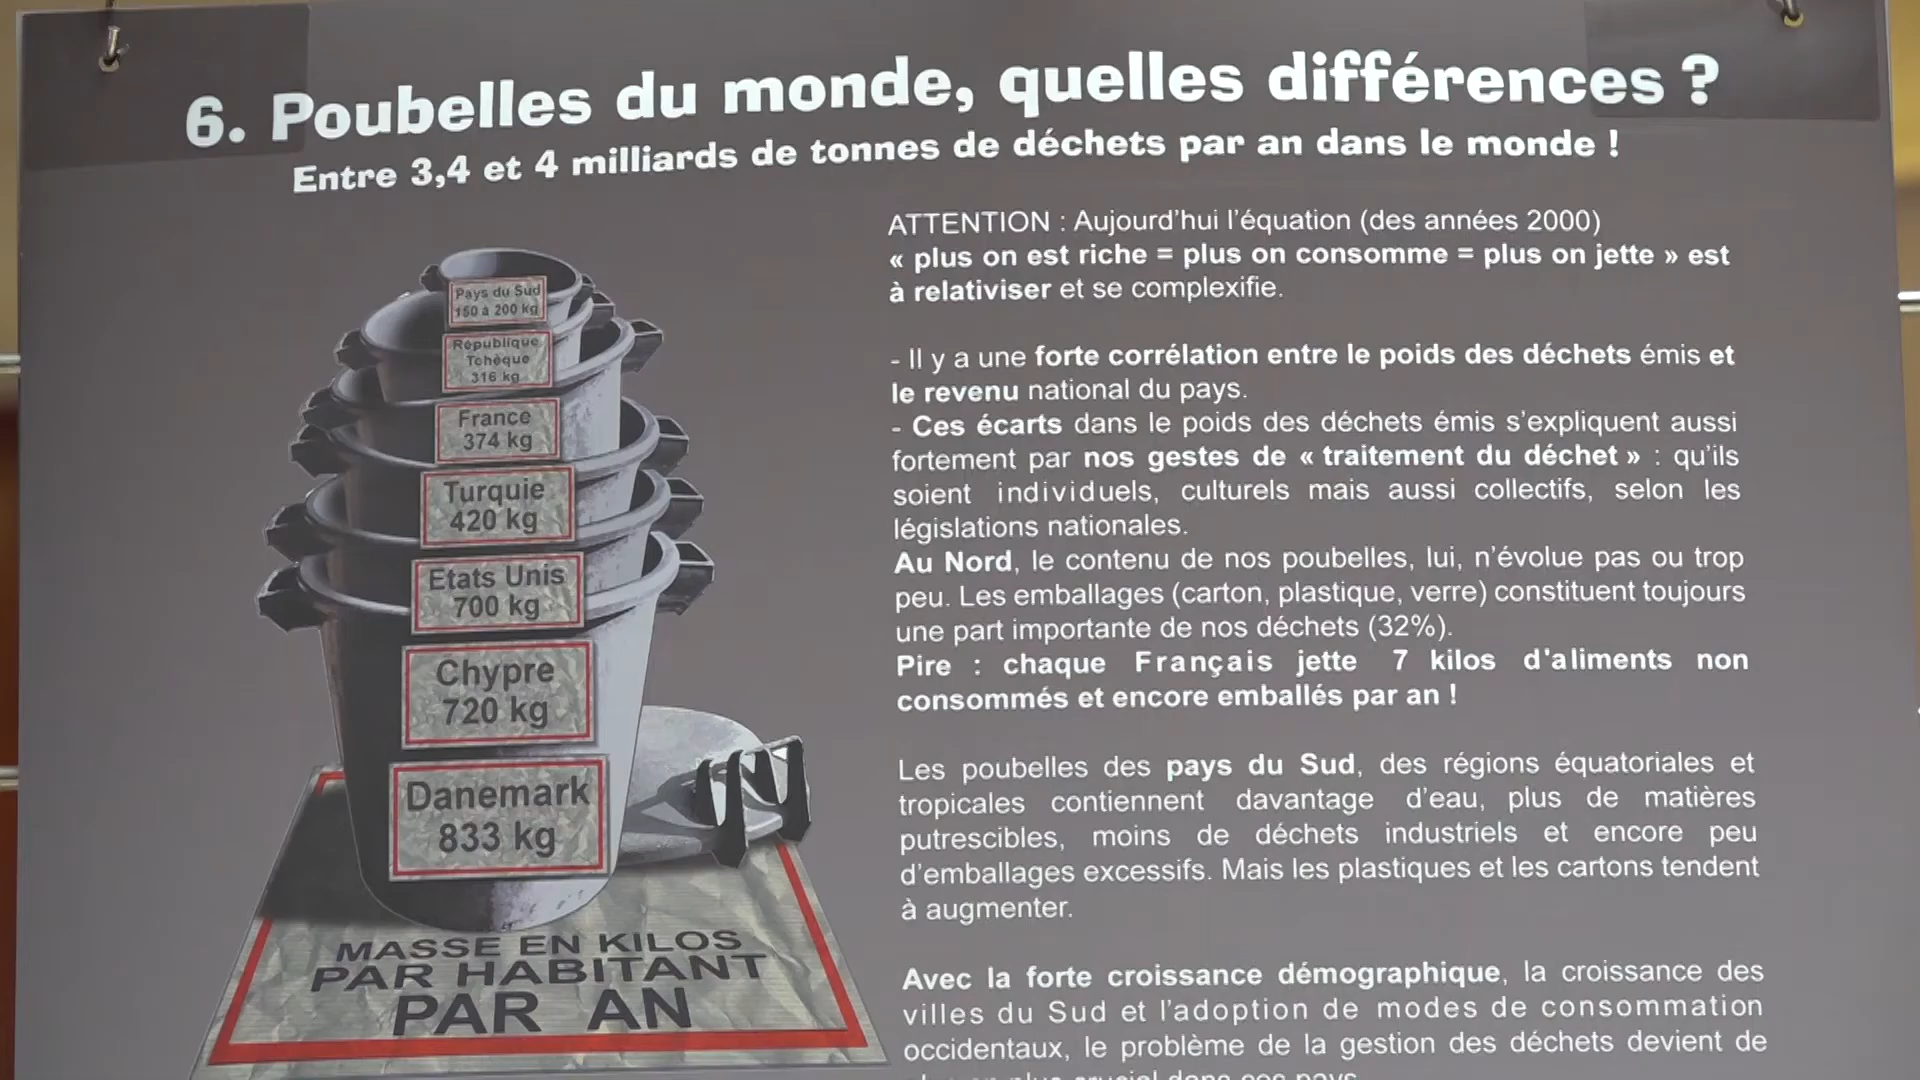 6. Poubelles du monde, quelles différences ?
Entre 3,4 et 4 milliards de tonnes de déchets par an dans le monde !
Pays du Sud
150 à 200 kg
République
Tchèque
316 kg
France
374 kg
Turquie
420 kg
Etats Unis
700 kg
Chypre
720 kg
Danemark
833 kg
MASSE EN KILOS
PAR HABITANT
PAR AN
ATTENTION : Aujourd'hui l'équation (des années 2000)
« plus on est riche = plus on consomme = plus on jette » est
à relativiser et se complexifie.
- Il y a une forte corrélation entre le poids des déchets émis et
le revenu national du pays.
- Ces écarts dans le poids des déchets émis s'expliquent aussi
fortement par nos gestes de « traitement du déchet » : qu'ils
soient individuels, culturels mais aussi collectifs, selon les
législations nationales.
Au Nord, le contenu de nos poubelles, lui, n'évolue pas ou trop
peu. Les emballages (carton, plastique, verre) constituent toujours
une part importante de nos déchets (32%).
Pire : chaque Français jette 7 kilos d'aliments non
consommés et encore emballés par an !
Les poubelles des pays du Sud, des régions équatoriales et
tropicales contiennent davantage d'eau, plus de matières
putrescibles, moins de déchets industriels et encore peu
d'emballages excessifs. Mais les plastiques et les cartons tendent
à augmenter.
Avec la forte croissance démographique, la croissance des
villes du Sud et l'adoption de modes de consommation
occidentaux, le problème de la gestion des déchets devient de
plus crucial dans ces pays.